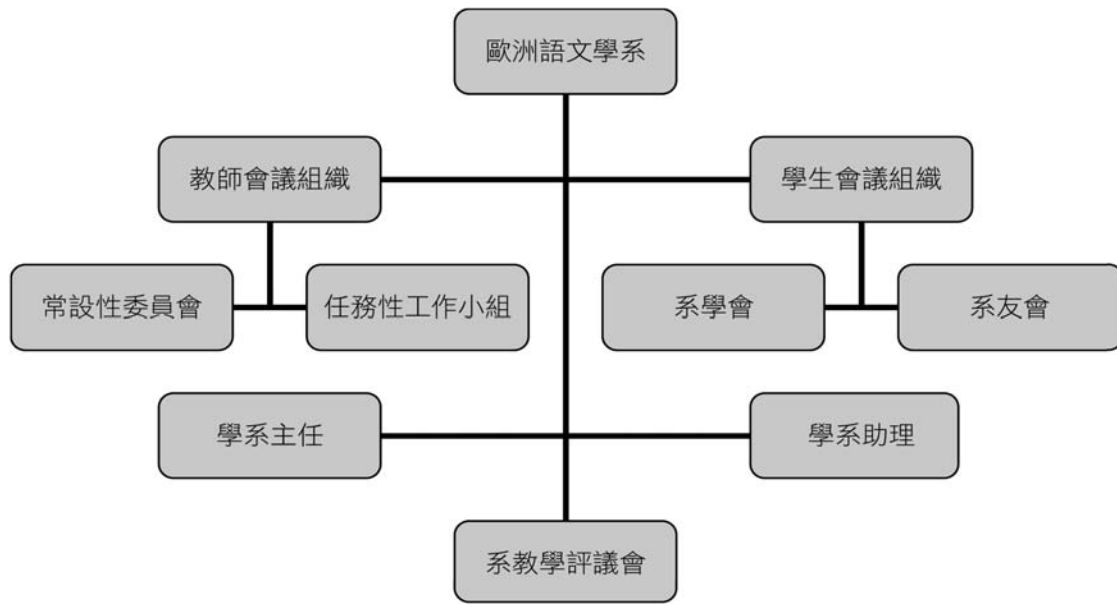 歐洲語文學系
教師會議組織
學生會議組織
常設性委員會
任務性工作小組
系學會
系友會
學系主任
學系助理
系教學評議會